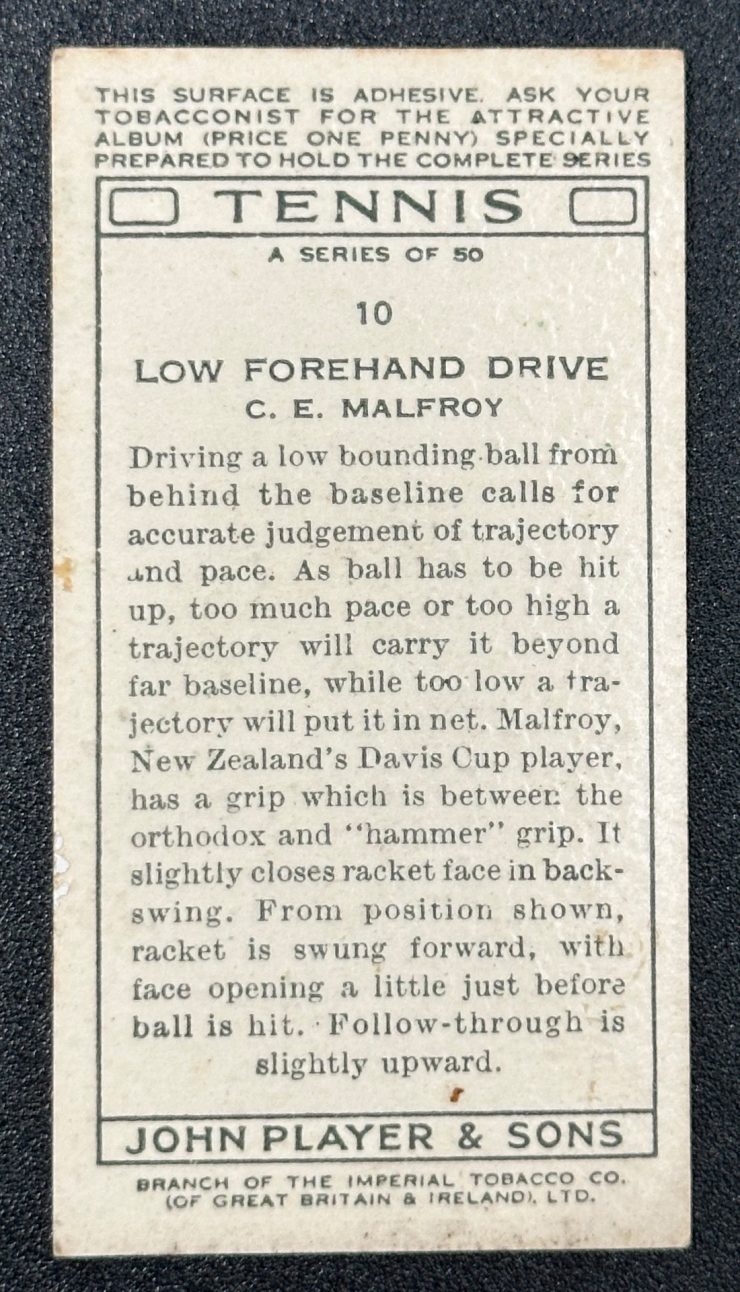 THIS SURFACE IS ADHESIVE. ASK YOUR
TOBACCONIST FOR THE ATTRACTIVE
ALBUM (PRICE ONE PENNY) SPECIALLY
PREPARED TO HOLD THE COMPLETE SERIES
TENNIS
A SERIES OF 50
10
LOW FOREHAND DRIVE
C. E. MALFROY
Driving a low bounding ball from
behind the baseline calls for
accurate judgement of trajectory
and pace. As ball has to be hit
up, too much pace or too high a
trajectory will carry it beyond
far baseline, while too low a tra-
jectory will put it in net. Malfroy,
New Zealand's Davis Cup player,
has a grip which is between the
orthodox and "hammer" grip. It
slightly closes racket face in back-
swing. From position shown,
racket is swung forward, with
face opening a little just before
ball is hit. Follow-through is
slightly upward.
JOHN PLAYER & SONS
BRANCH OF THE IMPERIAL TOBACCO CO.
(OF GREAT BRITAIN & IRELAND), LTD.